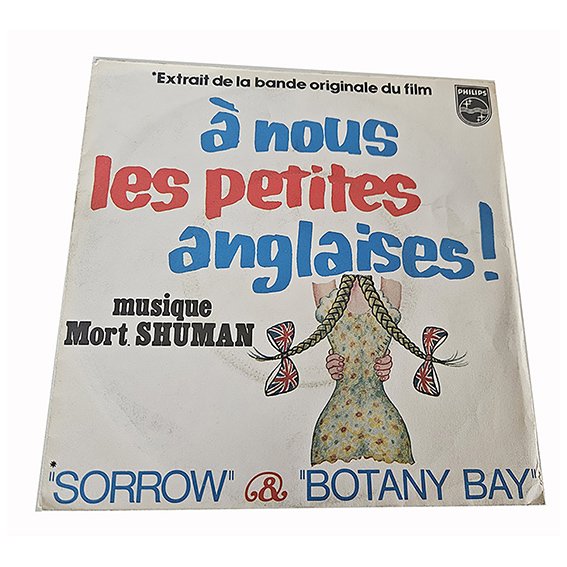 *Extrait de la bande originale du film
PHILIPS
à nous
les petites
anglaises!
musique
Mort. SHUMAN
*"SORROW" & "BOTANY BAY"